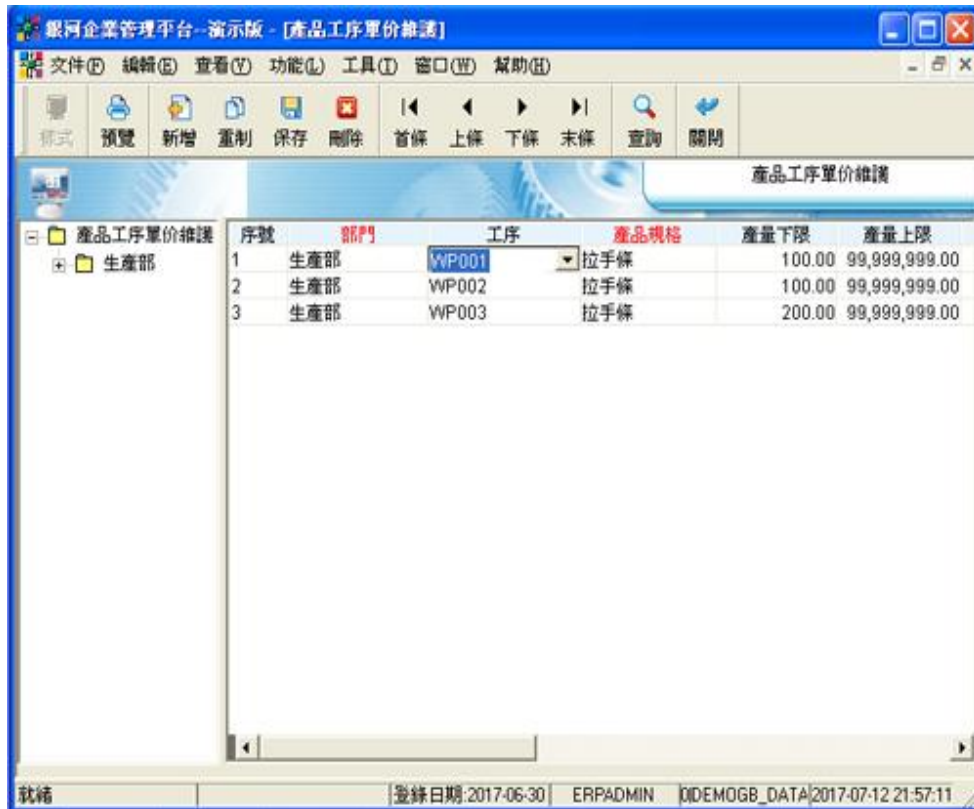 銀河企業管理平台--演示版 - [產品工序單价維護]
文件(F) 編輯(E) 查看(V) 功能(L) 工具(I) 窗口(W) 幫助(H)
樣式 預覽 新增 重制 保存 刪除 首條 上條 下條 末條 查詢 關閉
產品工序單价維護
產品工序單价維護
生產部
序號 部門 工序 產品規格 產量下限 產量上限
1 生產部 WP001 拉手條 100.00 99,999,999.00
2 生產部 WP002 拉手條 100.00 99,999,999.00
3 生產部 WP003 拉手條 200.00 99,999,999.00
就緒 登錄日期:2017-06-30 ERPADMIN DEMOGB_DATA 2017-07-12 21:57:11